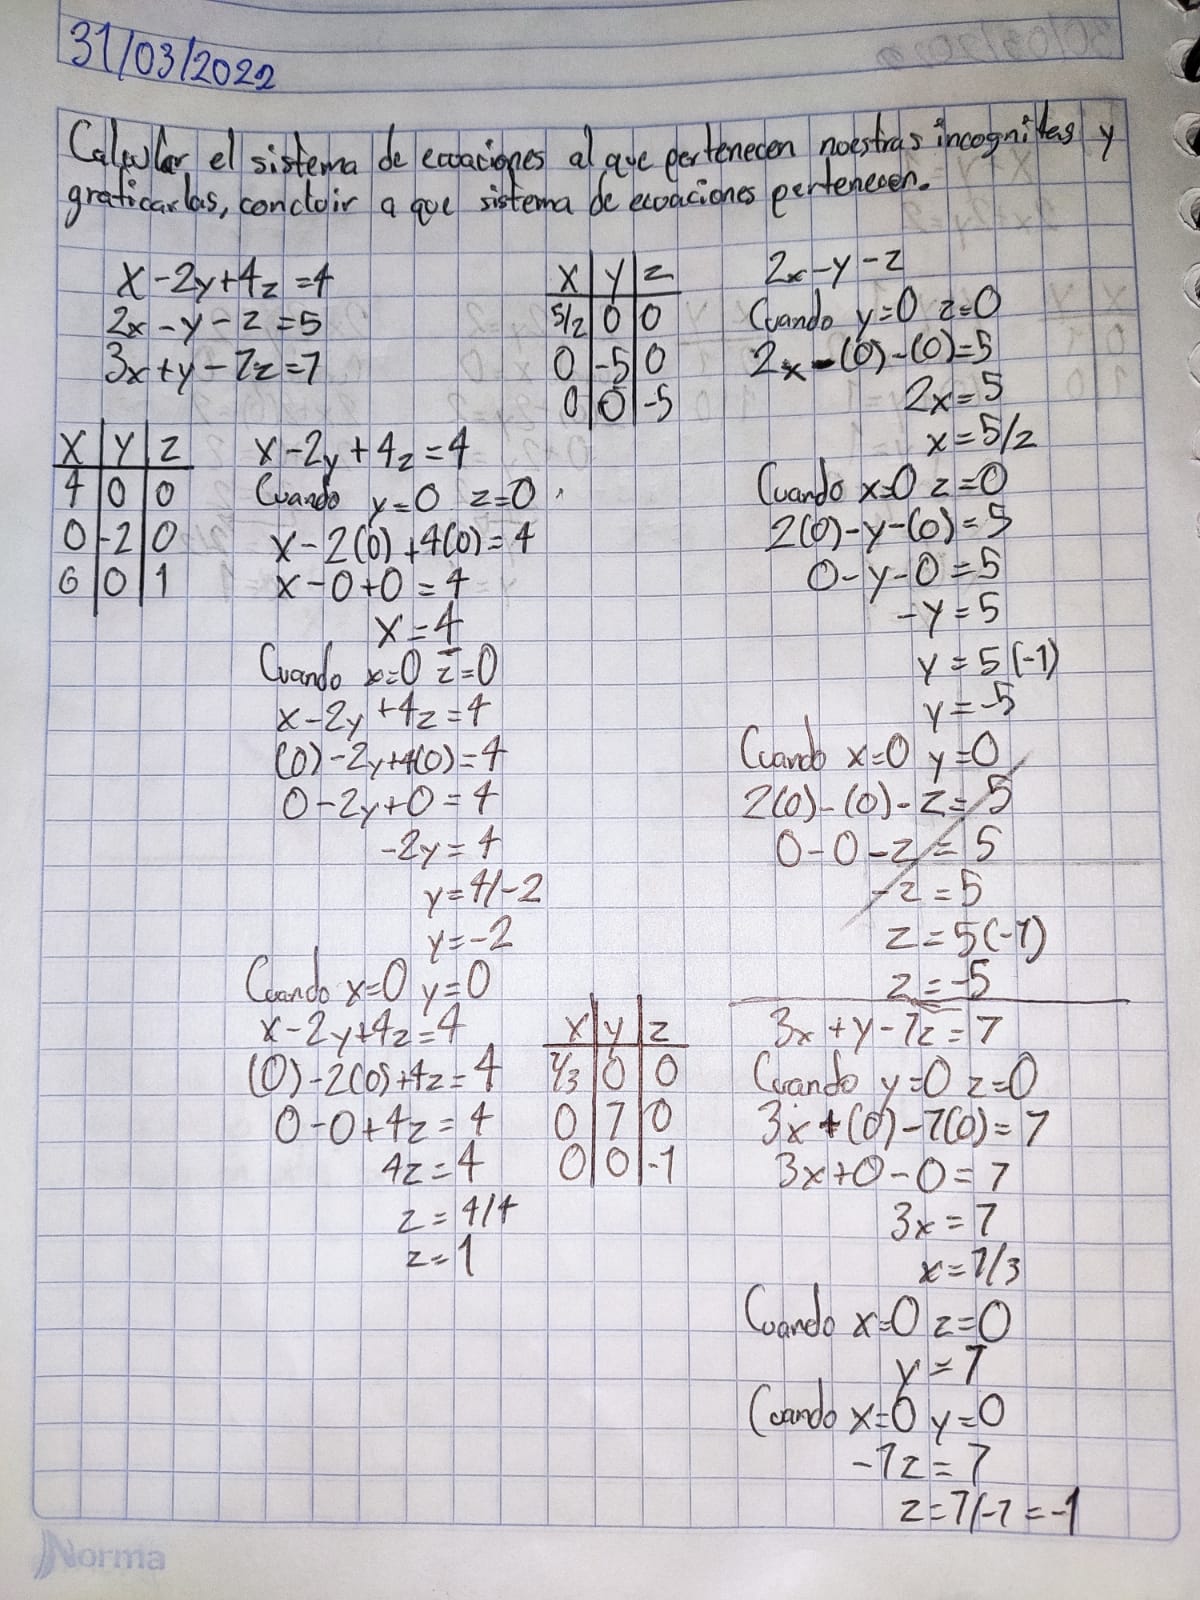 31/03/2022
Calcular el sistema de ecuaciones al que pertenecen noestras incognitas y
graficarlas, concluir a que sistema de ecuaciones pertenecen.
x-2y+4z=4
2x-y-z=5
3x+y-7z=7
X|Y|Z
4|0|0
0|-2|0
0|0|1
x-2y+4z=4
Cuando y=0 z=0
x-2(0)+4(0)=4
x-0+0=4
x=4
Cuando x=0 z=0
x-2y+4z=4
(0)-2y+4(0)=4
0-2y+0=4
-2y=4
y=4/-2
y=-2
Cuando x=0 y=0
x-2y+4z=4
(0)-2(0)+4z=4
0-0+4z=4
4z=4
z=4/4
z=1
X|Y|Z
5/2|0|0
0|-5|0
0|0|-5
2x-y-z
Cuando y=0 z=0
2x-(0)-(0)=5
2x=5
x=5/2
Cuando x=0 z=0
2(0)-y-(0)=5
0-y-0=5
-y=5
y=5(-1)
y=-5
Cuando x=0 y=0
2(0)-(0)-z=5
0-0-z=5
-z=5
z=5(-1)
z=-5
X|Y|Z
7/3|0|0
0|7|0
0|0|-1
3x+y-7z=7
Cuando y=0 z=0
3x+(0)-7(0)=7
3x+0-0=7
3x=7
x=7/3
Cuando x=0 z=0
y=7
Cuando x=0 y=0
-7z=7
z=7/-7=-1
Norma